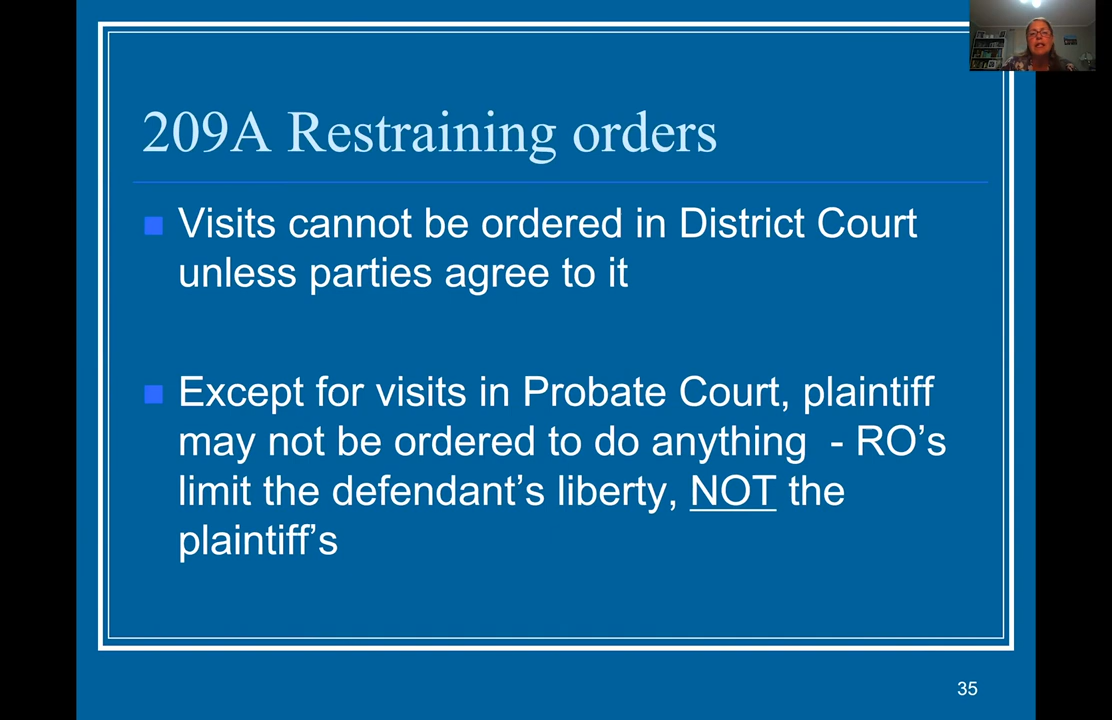 209A Restraining orders
Visits cannot be ordered in District Court
unless parties agree to it
Except for visits in Probate Court, plaintiff
may not be ordered to do anything  - RO’s
limit the defendant’s liberty, NOT the
plaintiff’s
35